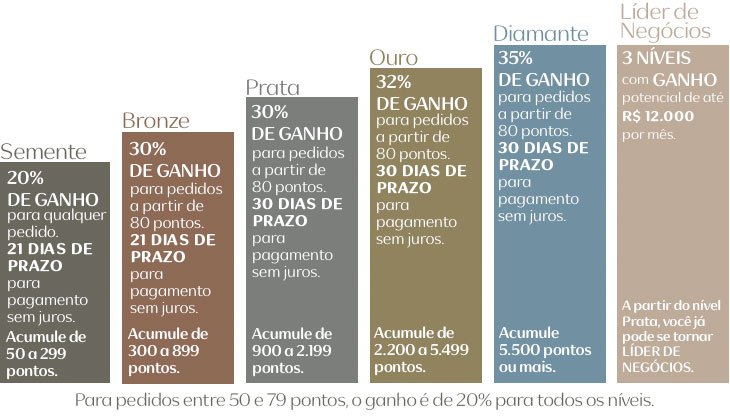 Semente
20%
DE GANHO
para qualquer
pedido.
21 DIAS DE
PRAZO
para
pagamento
sem juros.
Acumule de
50 a 299
pontos.
Bronze
30%
DE GANHO
para pedidos
a partir de
80 pontos.
21 DIAS DE
PRAZO
para
pagamento
sem juros.
Acumule de
300 a 899
pontos.
Prata
30%
DE GANHO
para pedidos
a partir de
80 pontos.
30 DIAS DE
PRAZO
para
pagamento
sem juros.
Acumule de
900 a 2.199
pontos.
Ouro
32%
DE GANHO
para pedidos
a partir de
80 pontos.
30 DIAS DE
PRAZO
para
pagamento
sem juros.
Acumule de
2.200 a 5.499
pontos.
Diamante
35%
DE GANHO
para pedidos
a partir de
80 pontos.
30 DIAS DE
PRAZO
para
pagamento
sem juros.
Acumule
5.500 pontos
ou mais.
Líder de
Negócios
3 NÍVEIS
com GANHO
potencial de até
R$ 12.000
por mês.
A partir do nível
Prata, você já
pode se tornar
LÍDER DE
NEGÓCIOS.
Para pedidos entre 50 e 79 pontos, o ganho é de 20% para todos os níveis.